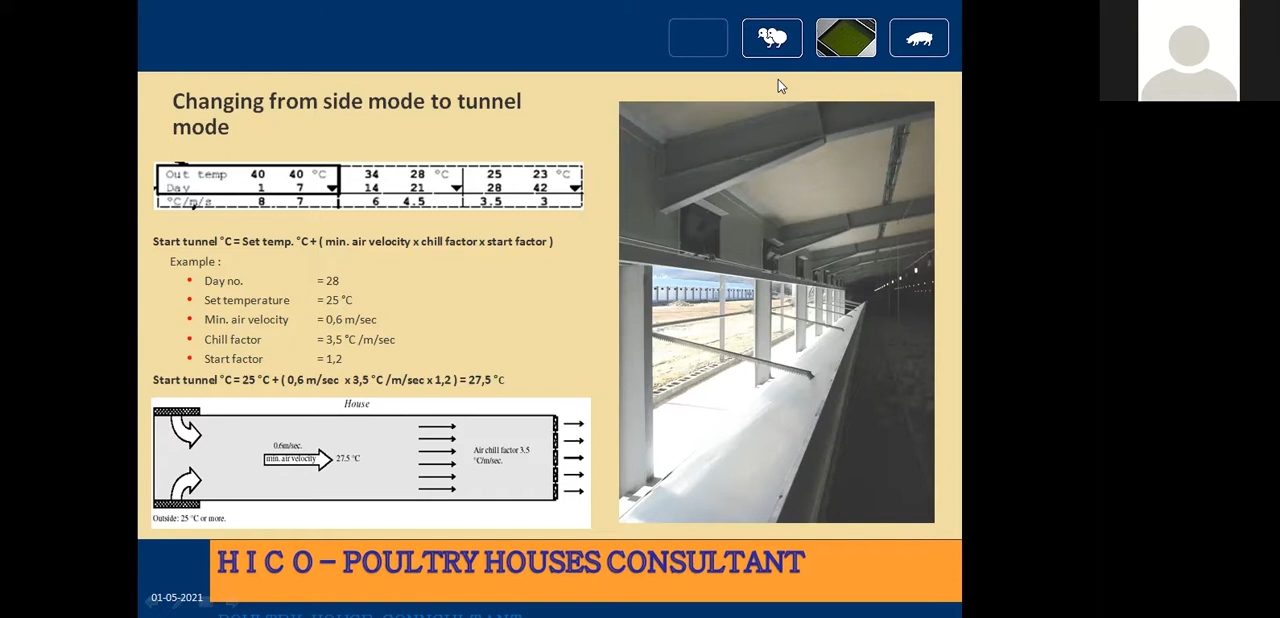 Changing from side mode to tunnel
mode
Out temp 40 40 °C 34 28 °C 25 23 °C
Day 1 7 14 21 28 42
°C/m/s 8 7 6 4.5 3.5 3
Start tunnel °C = Set temp. °C + ( min. air velocity x chill factor x start factor )
Example :
• Day no. = 28
• Set temperature = 25 °C
• Min. air velocity = 0,6 m/sec
• Chill factor = 3,5 °C /m/sec
• Start factor = 1,2
Start tunnel °C = 25 °C + ( 0,6 m/sec x 3,5 °C /m/sec x 1,2 ) = 27,5 °C
House
0.6m/sec.
min. air velocity 27.5 °C
Air chill factor 3.5
°C/m/sec.
Outside: 25 °C or more.
H I C O – POULTRY HOUSES CONSULTANT
01-05-2021